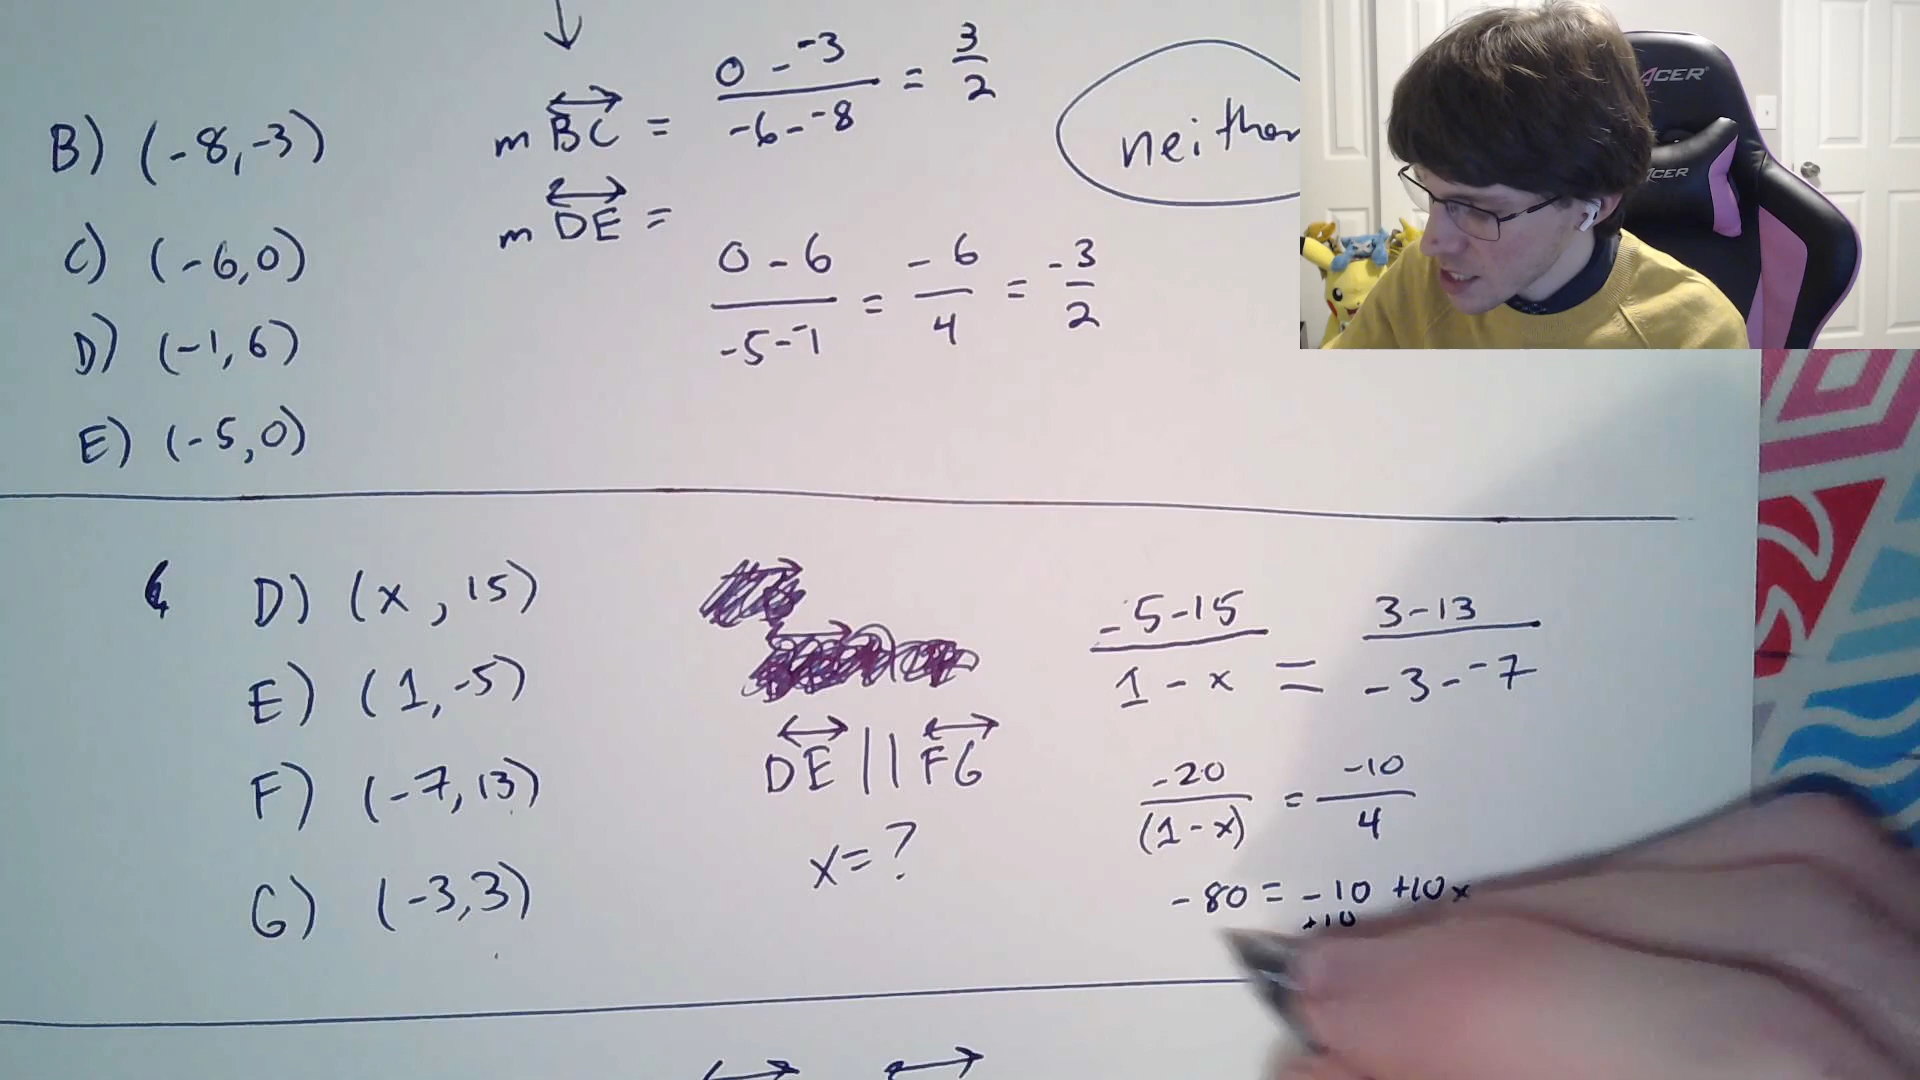 B) (-8,-3)
m BC = 0 - -3 / -6 - -8 = 3/2
neither
C) (-6,0)
m DE = 0 - 6 / -5 - -1 = -6/4 = -3/2
D) (-1,6)
E) (-5,0)
D) (x, 15)
E) (1,-5)
F) (-7,13)
G) (-3,3)
DE || FG
x = ?
-5-15 / 1-x = 3-13 / -3 - -7
-20 / (1-x) = -10 / 4
-80 = -10 +10x
+10
ACER
ACER